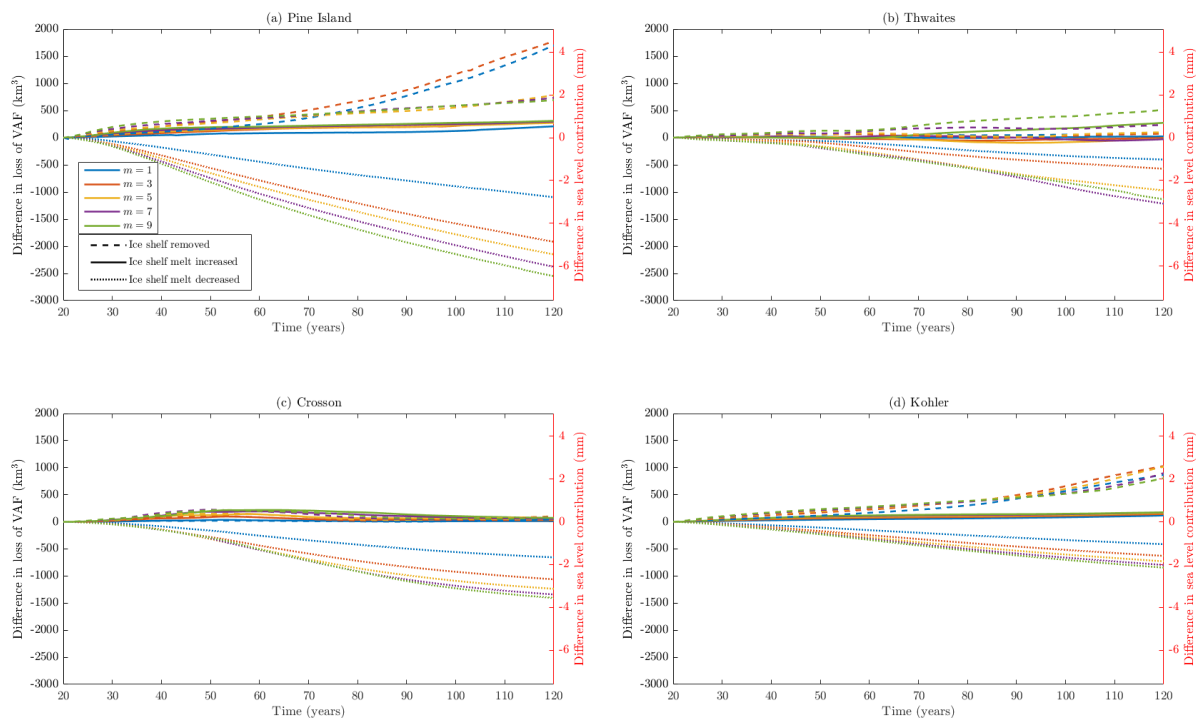 (a) Pine Island
2000
1500
1000
500
0
-500
-1000
-1500
-2000
-2500
-3000
Difference in loss of VAF (km³)
4
2
0
-2
-4
-6
Difference in sea level contribution (mm)
m = 1
m = 3
m = 5
m = 7
m = 9
Ice shelf removed
Ice shelf melt increased
Ice shelf melt decreased
20 30 40 50 60 70 80 90 100 110 120
Time (years)
(b) Thwaites
2000
1500
1000
500
0
-500
-1000
-1500
-2000
-2500
-3000
Difference in loss of VAF (km³)
4
2
0
-2
-4
-6
Difference in sea level contribution (mm)
20 30 40 50 60 70 80 90 100 110 120
Time (years)
(c) Crosson
2000
1500
1000
500
0
-500
-1000
-1500
-2000
-2500
-3000
Difference in loss of VAF (km³)
4
2
0
-2
-4
-6
Difference in sea level contribution (mm)
20 30 40 50 60 70 80 90 100 110 120
Time (years)
(d) Kohler
2000
1500
1000
500
0
-500
-1000
-1500
-2000
-2500
-3000
Difference in loss of VAF (km³)
4
2
0
-2
-4
-6
Difference in sea level contribution (mm)
20 30 40 50 60 70 80 90 100 110 120
Time (years)